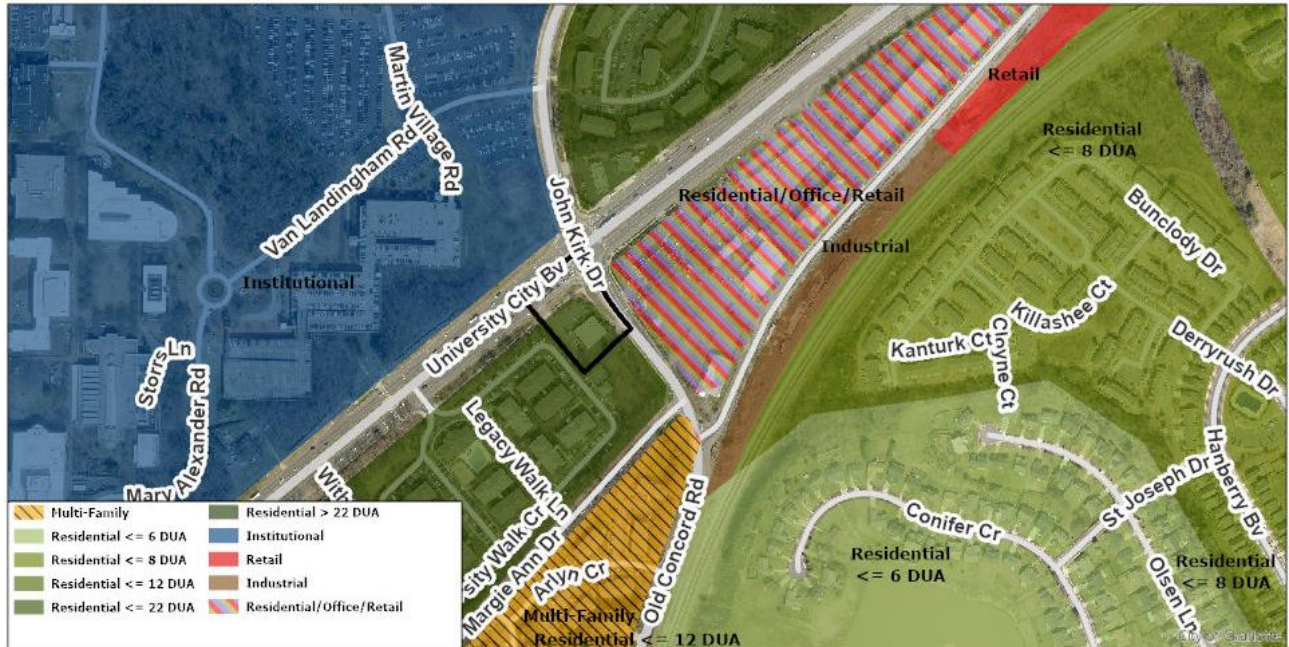 Martin Village Rd
Van Landingham Rd
John Kirk Dr
University City Bv
Institutional
Storrs Ln
Mary Alexander Rd
With
Retail
Residential
<= 8 DUA
Residential/Office/Retail
Industrial
Bunclody Dr
Killashee Ct
Kanturk Ct
Cloyne Ct
Derryrush Dr
Hanberry Bv
St Joseph Dr
Legacy Walk Ln
sity Walk Cr
Margie Ann Dr
Arlyn Cr
Old Concord Rd
Conifer Cr
Olsen Ln
Residential
<= 6 DUA
Residential
<= 8 DUA
Multi-Family
Residential <= 12 DUA
Multi-Family
Residential <= 6 DUA
Residential <= 8 DUA
Residential <= 12 DUA
Residential <= 22 DUA
Residential > 22 DUA
Institutional
Retail
Industrial
Residential/Office/Retail
City of Charlotte